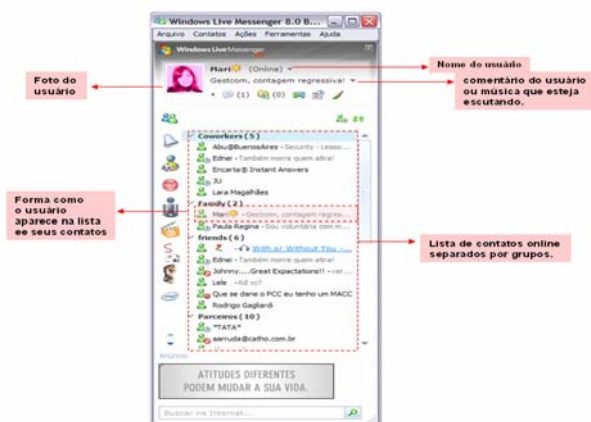 Windows Live Messenger 8.0 B...
Arquivo Contatos Ações Ferramentas Ajuda
Windows Live Messenger
Mari (Online)
Gestcom, contagem regressiva!
(1) (0)
Nome do usuário
comentário do usuário
ou música que esteja
escutando.
Foto do
usuário
Coworkers (5)
Abu@BuenosAires - Security - Lesso...
Ednei - Também morre quem atira!
Encarta® Instant Answers
JU
Lara Magalhães
Family (2)
Mari - Gestcom, contagem regress...
Paula Regina - Sou voluntária com m...
friends (6)
With or Without You - ...
Ednei - Também morre quem atira!
Johnny....Great Expectations!! - ver...
Lele - Kil vc?
Que se dane o PCC eu tenho um MACC
Rodrigo Gagliardi
Parceiros (10)
"TATA"
aarruda@catho.com.br
Forma como
o usuário
aparece na lista
ee seus contatos
Lista de contatos online
separados por grupos.
Anúncio
ATITUDES DIFERENTES
PODEM MUDAR A SUA VIDA.
Buscar na Internet...